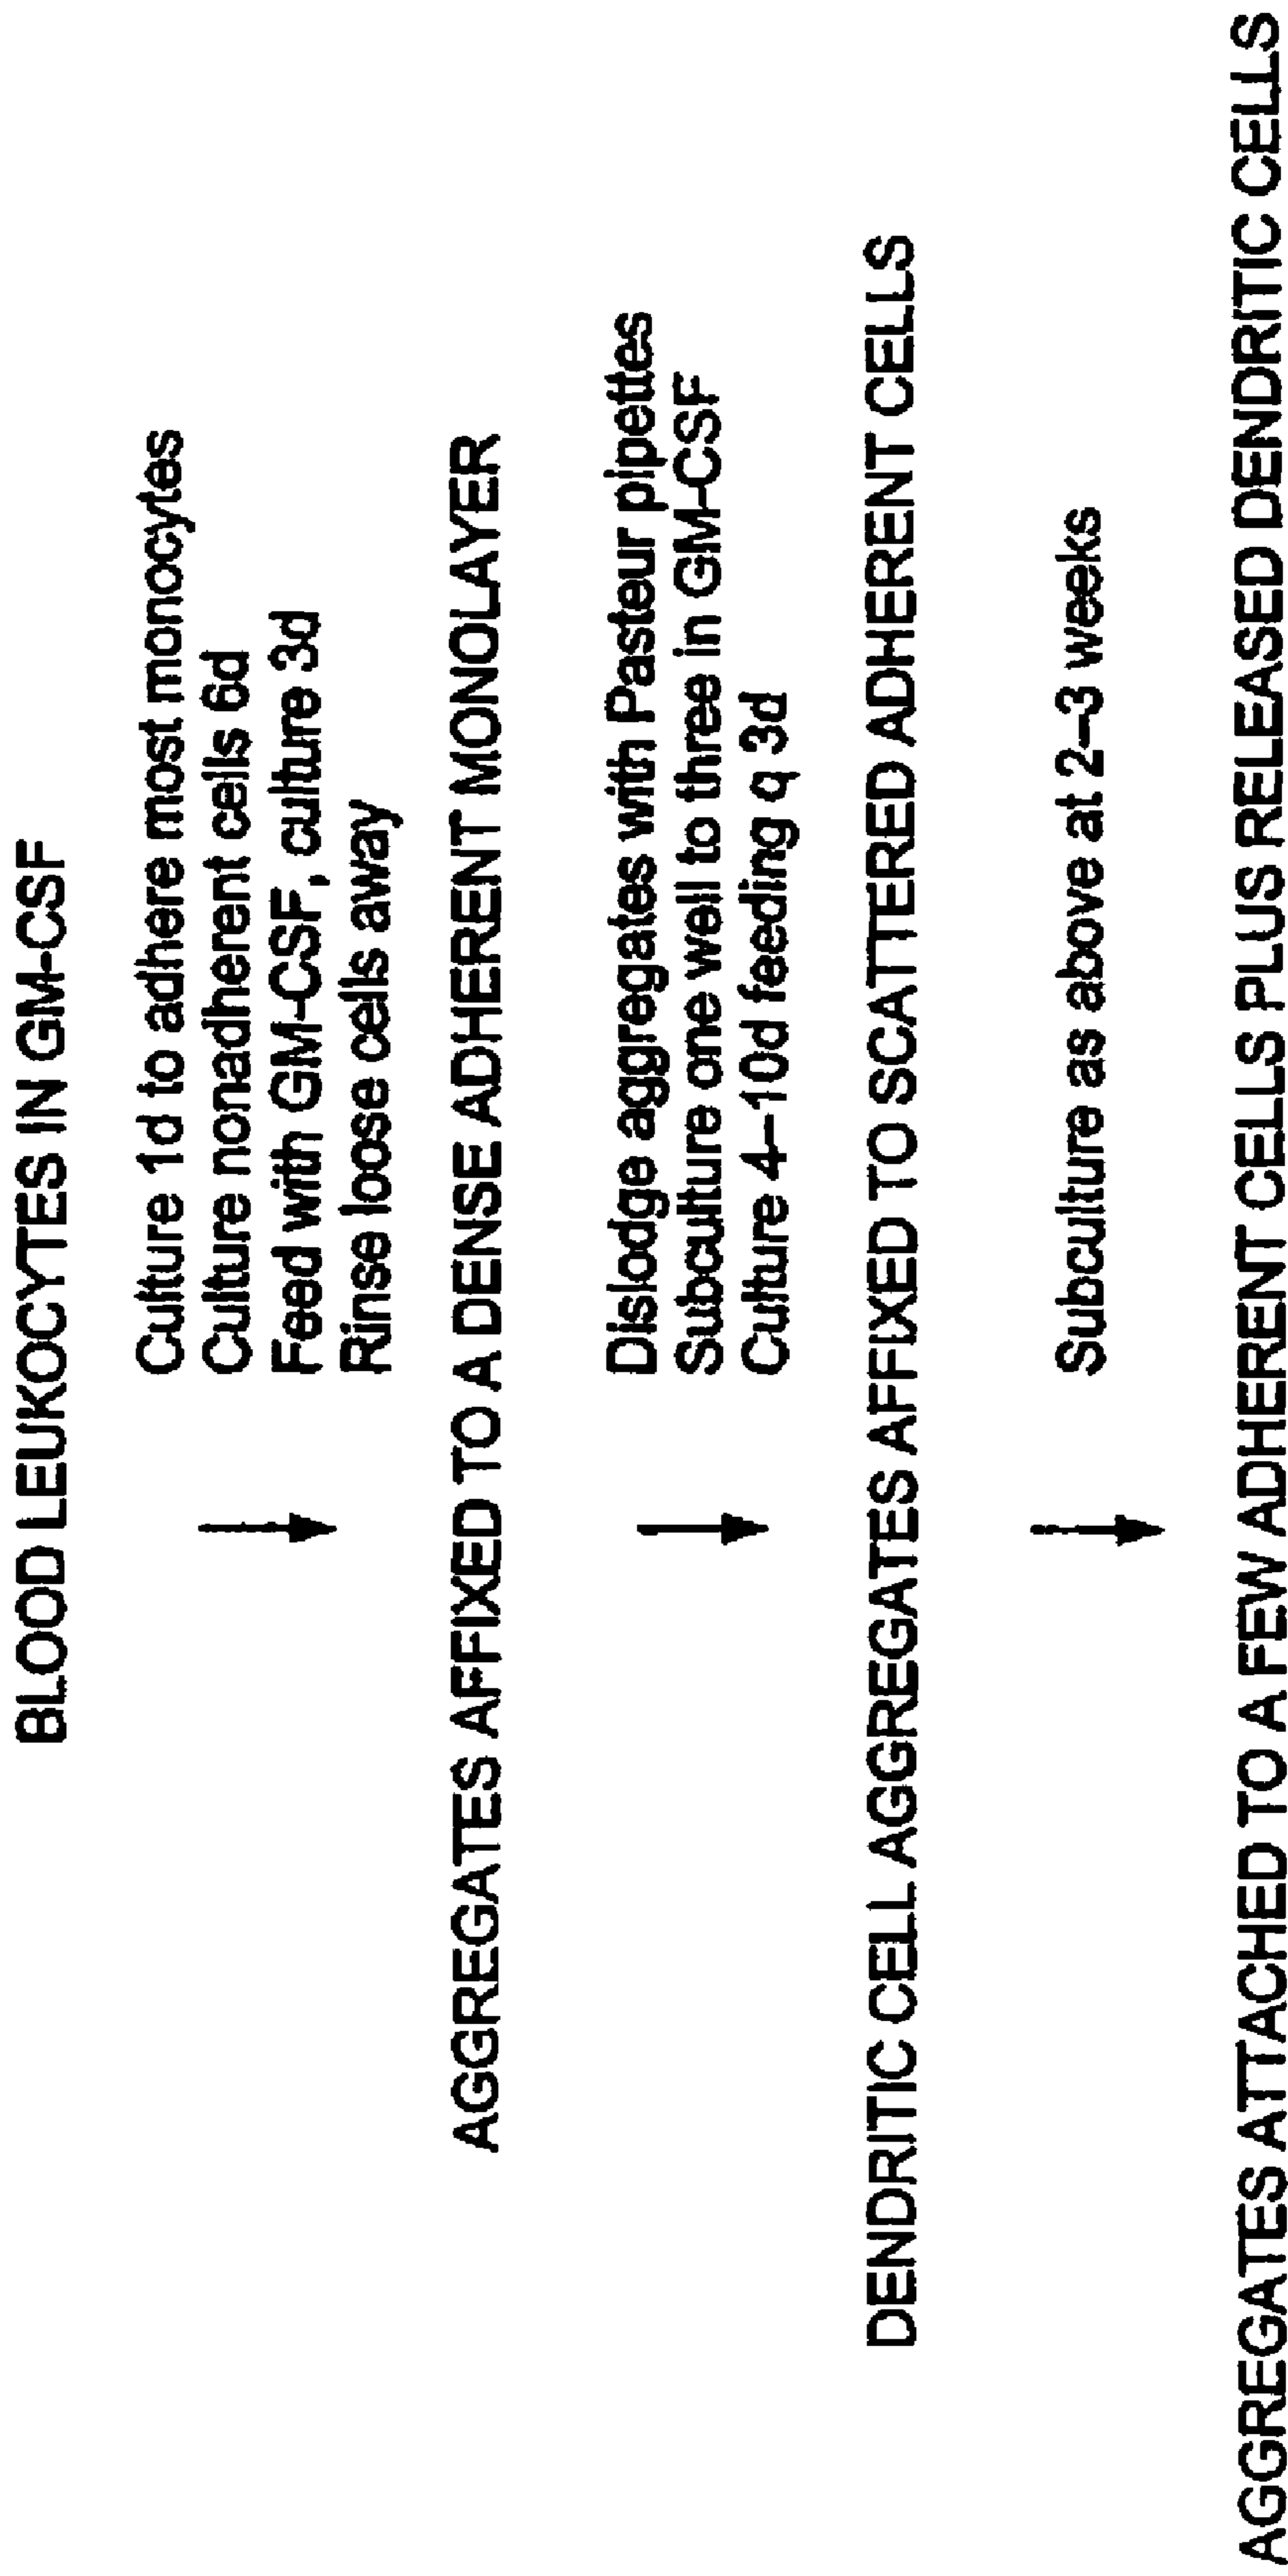 BLOOD LEUKOCYTES IN GM-CSF
Culture 1d to adhere most monocytes
Culture nonadherent cells 6d
Feed with GM-CSF, culture 3d
Rinse loose cells away
AGGREGATES AFFIXED TO A DENSE ADHERENT MONOLAYER
Dislodge aggregates with Pasteur pipettes
Subculture one well to three in GM-CSF
Culture 4–10d feeding q 3d
DENDRITIC CELL AGGREGATES AFFIXED TO SCATTERED ADHERENT CELLS
Subculture as above at 2–3 weeks
AGGREGATES ATTACHED TO A FEW ADHERENT CELLS PLUS RELEASED DENDRITIC CELLS